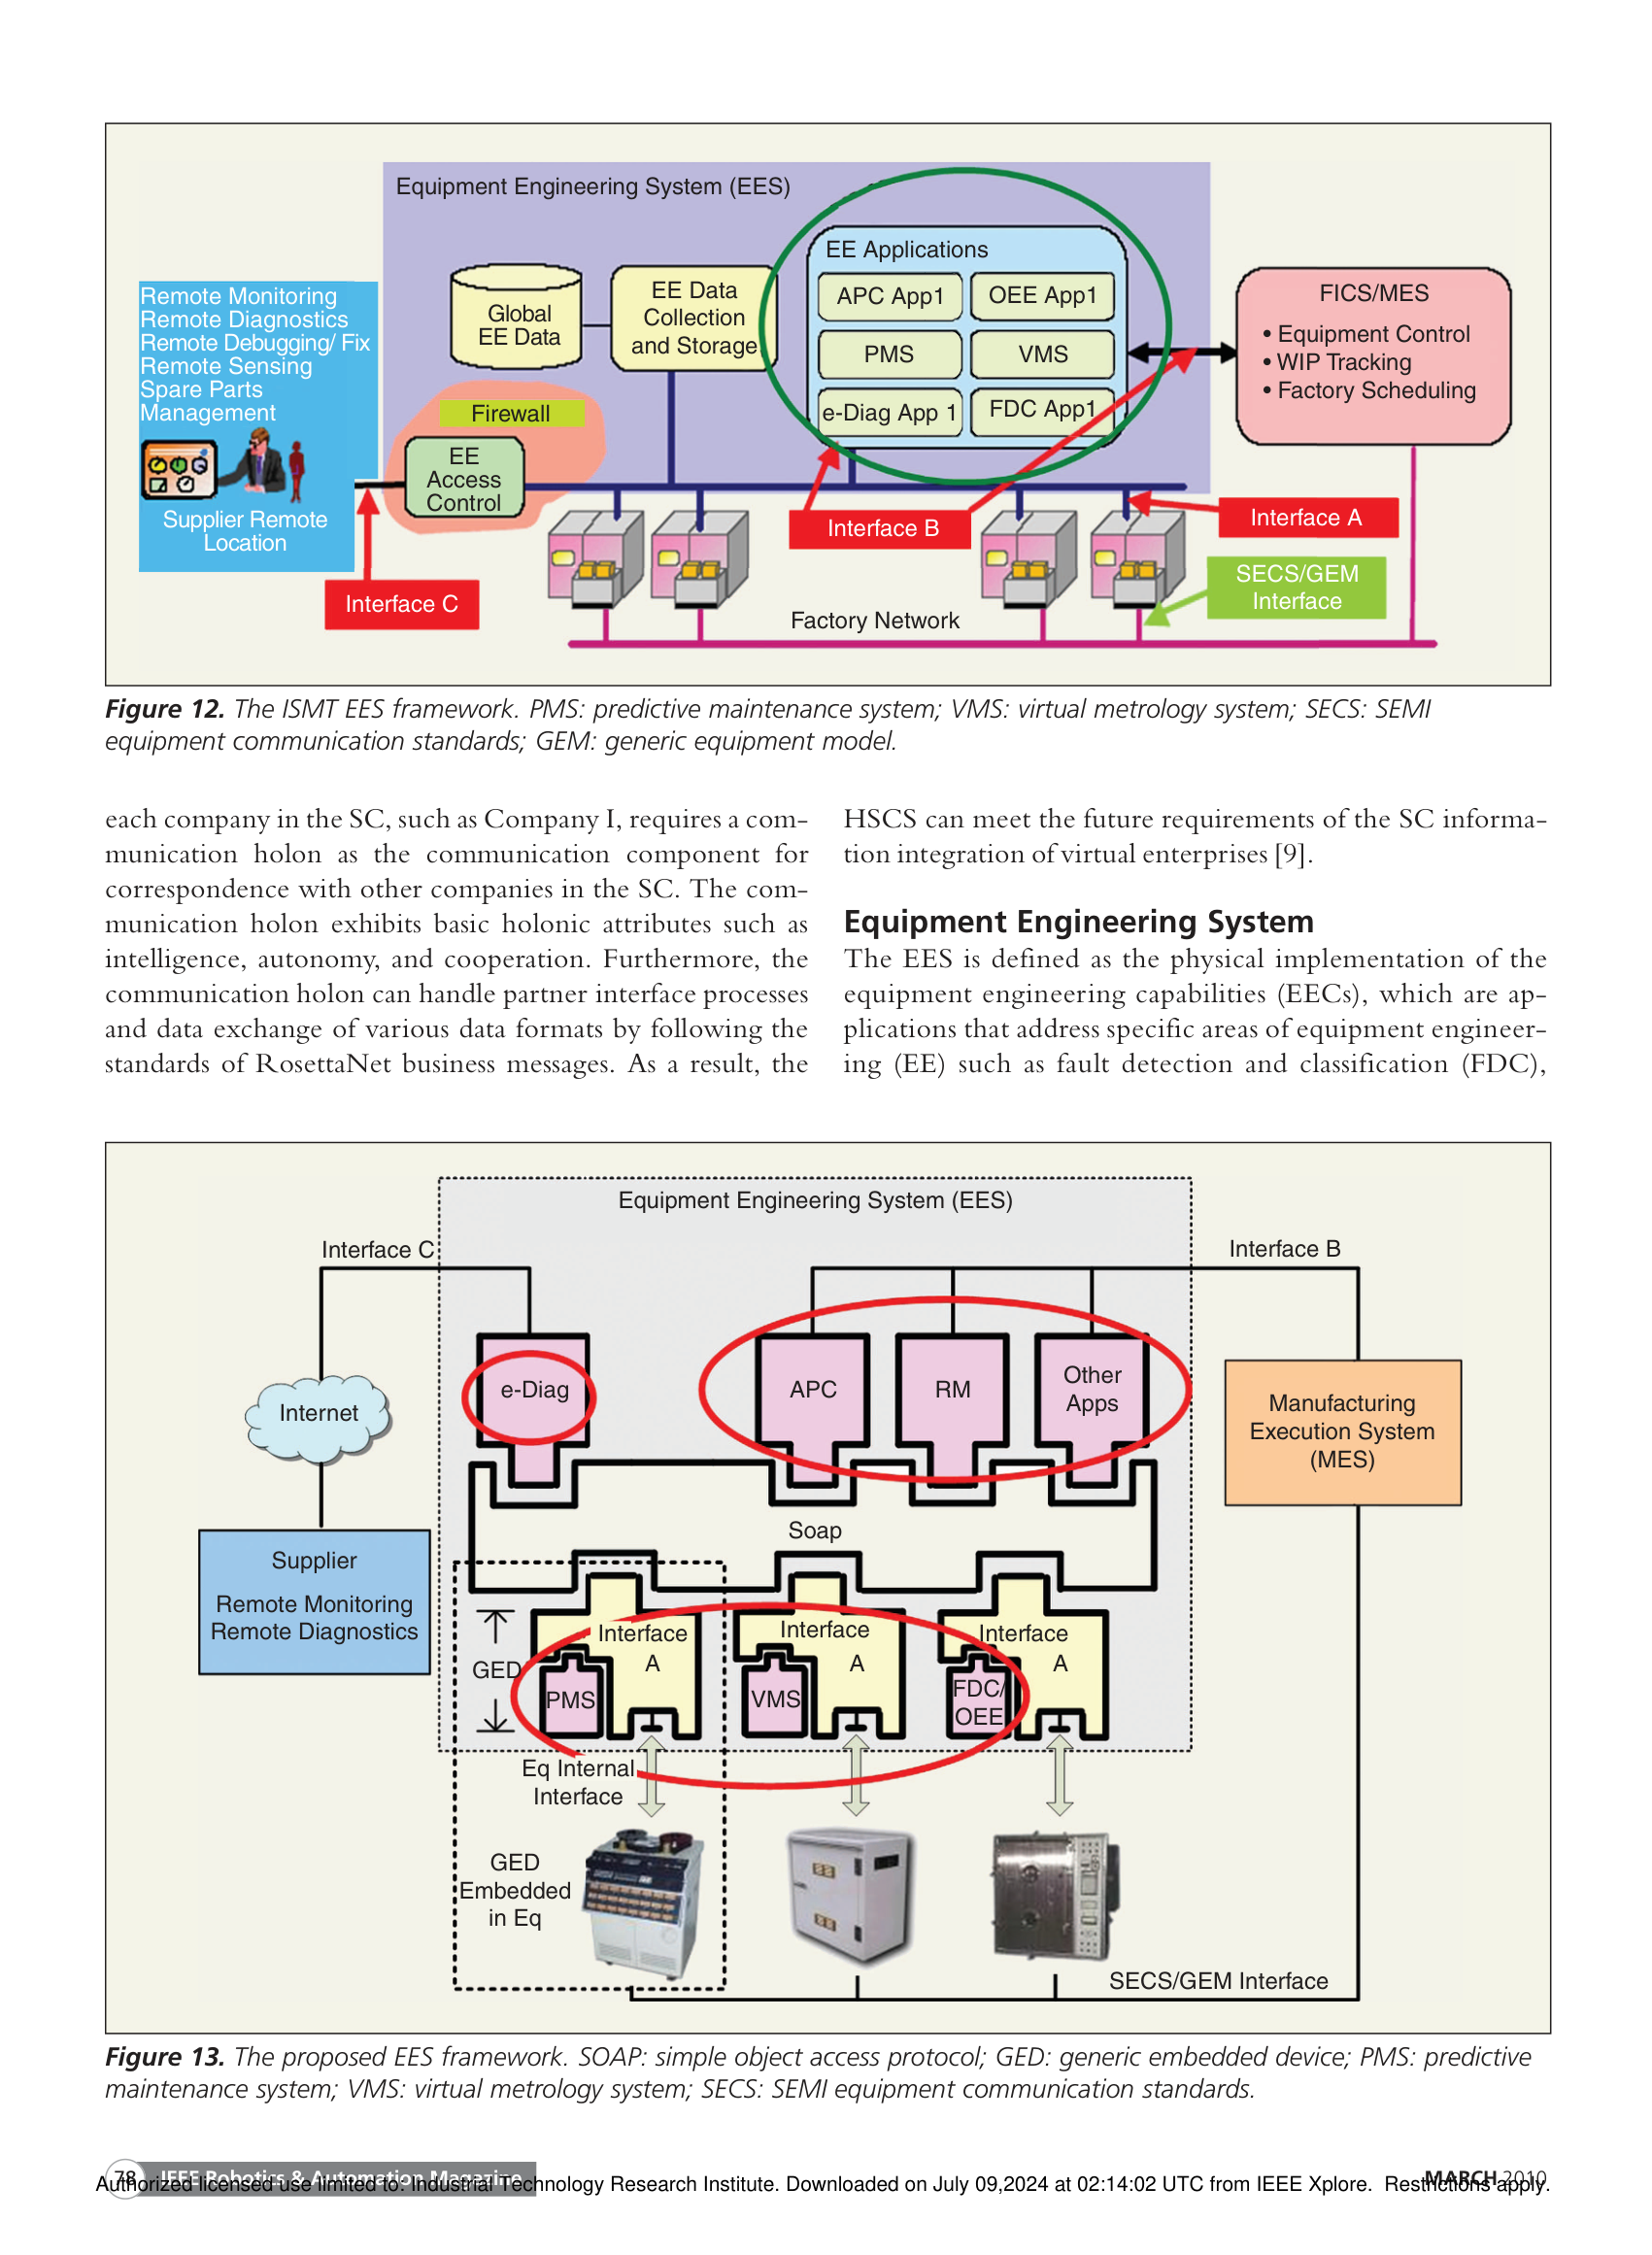 Equipment Engineering System (EES)
EE Applications
APC App1
OEE App1
PMS
VMS
e-Diag App 1
FDC App1
Global
EE Data
EE Data
Collection
and Storage
FICS/MES
• Equipment Control
• WIP Tracking
• Factory Scheduling
Remote Monitoring
Remote Diagnostics
Remote Debugging/ Fix
Remote Sensing
Spare Parts
Management
Supplier Remote
Location
Firewall
EE
Access
Control
Interface C
Interface B
Interface A
SECS/GEM
Interface
Factory Network
Figure 12. The ISMT EES framework. PMS: predictive maintenance system; VMS: virtual metrology system; SECS: SEMI
equipment communication standards; GEM: generic equipment model.
each company in the SC, such as Company I, requires a com-
munication holon as the communication component for
correspondence with other companies in the SC. The com-
munication holon exhibits basic holonic attributes such as
intelligence, autonomy, and cooperation. Furthermore, the
communication holon can handle partner interface processes
and data exchange of various data formats by following the
standards of RosettaNet business messages. As a result, the
HSCS can meet the future requirements of the SC informa-
tion integration of virtual enterprises [9].
Equipment Engineering System
The EES is defined as the physical implementation of the
equipment engineering capabilities (EECs), which are ap-
plications that address specific areas of equipment engineer-
ing (EE) such as fault detection and classification (FDC),
Equipment Engineering System (EES)
Interface C
Interface B
e-Diag
APC
RM
Other
Apps
Internet
Manufacturing
Execution System
(MES)
Soap
Supplier
Remote Monitoring
Remote Diagnostics
GED
Interface
A
PMS
Interface
A
VMS
Interface
A
FDC/
OEE
Eq Internal
Interface
GED
Embedded
in Eq
SECS/GEM Interface
Figure 13. The proposed EES framework. SOAP: simple object access protocol; GED: generic embedded device; PMS: predictive
maintenance system; VMS: virtual metrology system; SECS: SEMI equipment communication standards.
78 IEEE Robotics & Automation Magazine MARCH 2010
Authorized licensed use limited to: Industrial Technology Research Institute. Downloaded on July 09,2024 at 02:14:02 UTC from IEEE Xplore. Restrictions apply.